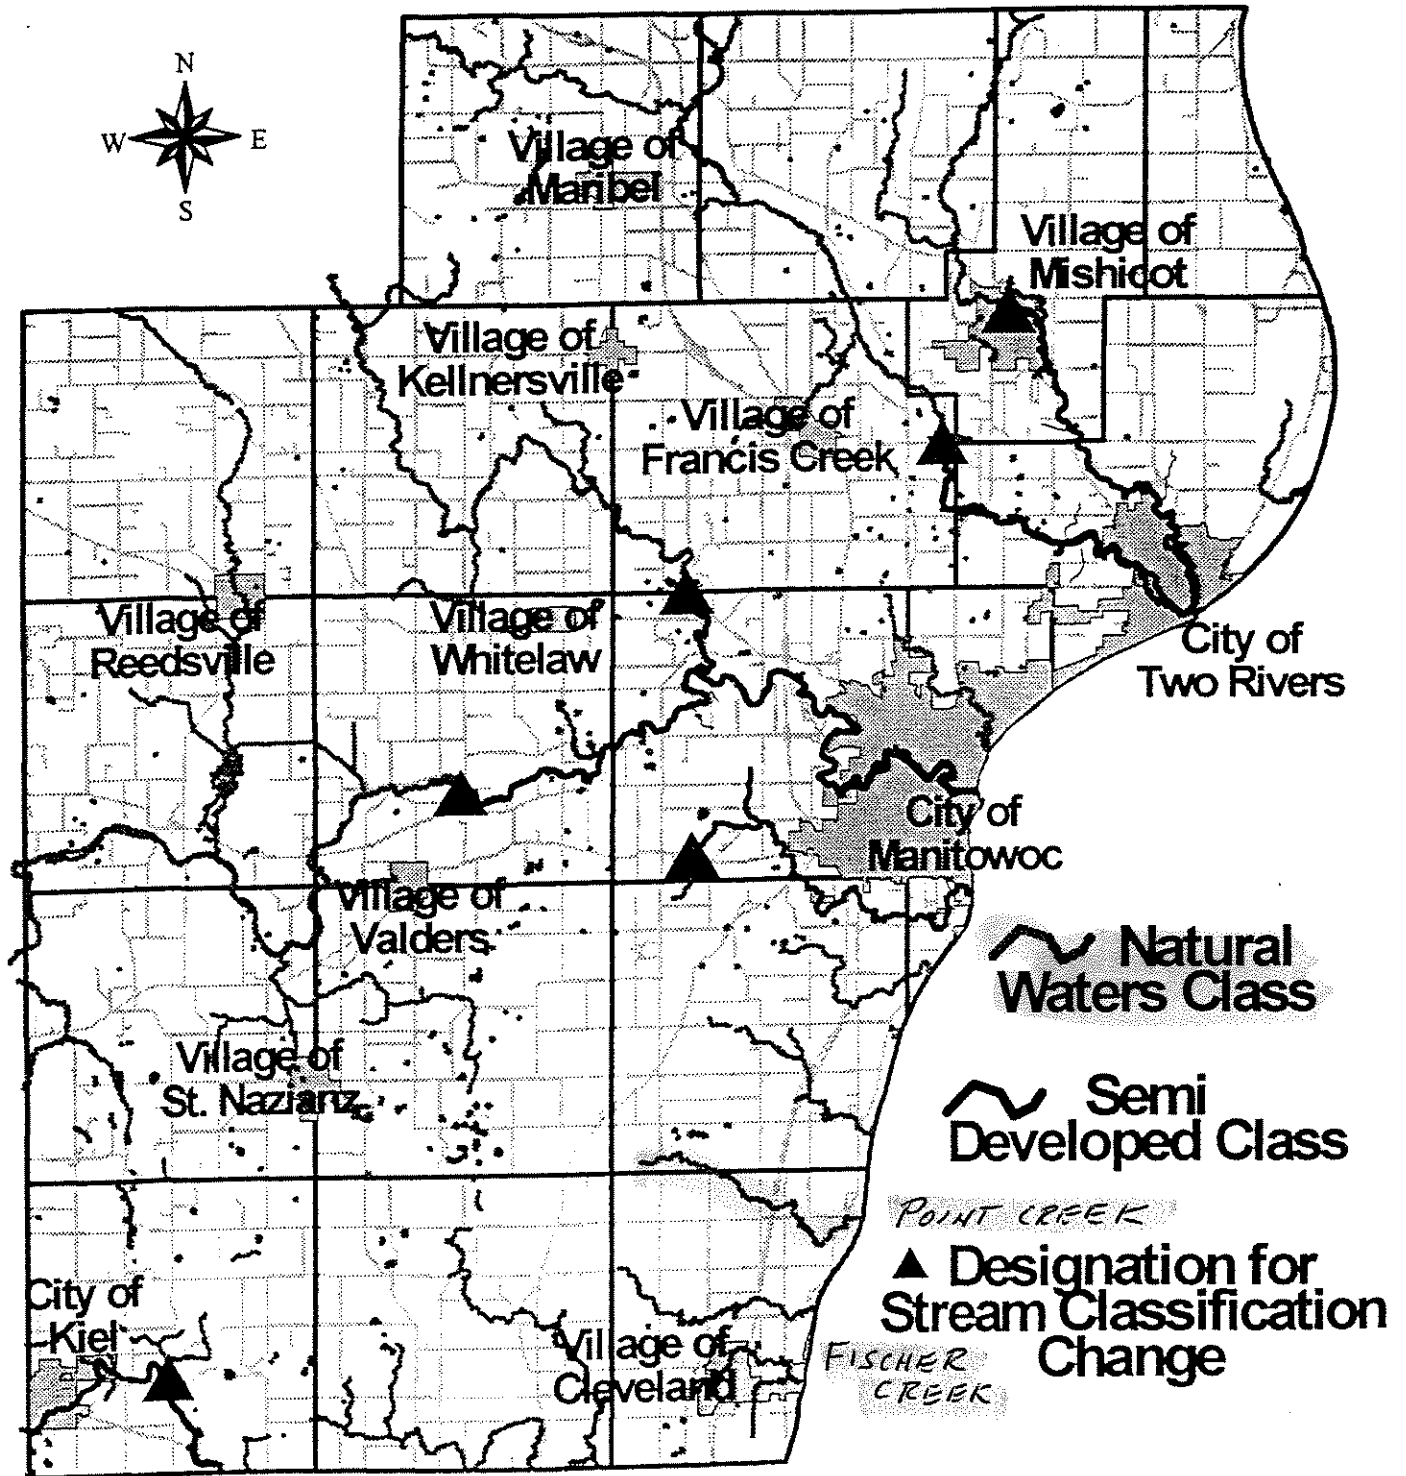 N
W E
S
Village of
Maribel
Village of
Mishicot
Village of
Kellnersville
Village of
Francis Creek
Village of
Reedsville
Village of
Whitelaw
City of
Two Rivers
City of
Manitowoc
Village of
Valders
Natural
Waters Class
Village of
St. Nazianz
Semi
Developed Class
POINT CREEK
Designation for
Stream Classification
Change
City of
Kiel
Village of
Cleveland
FISCHER
CREEK